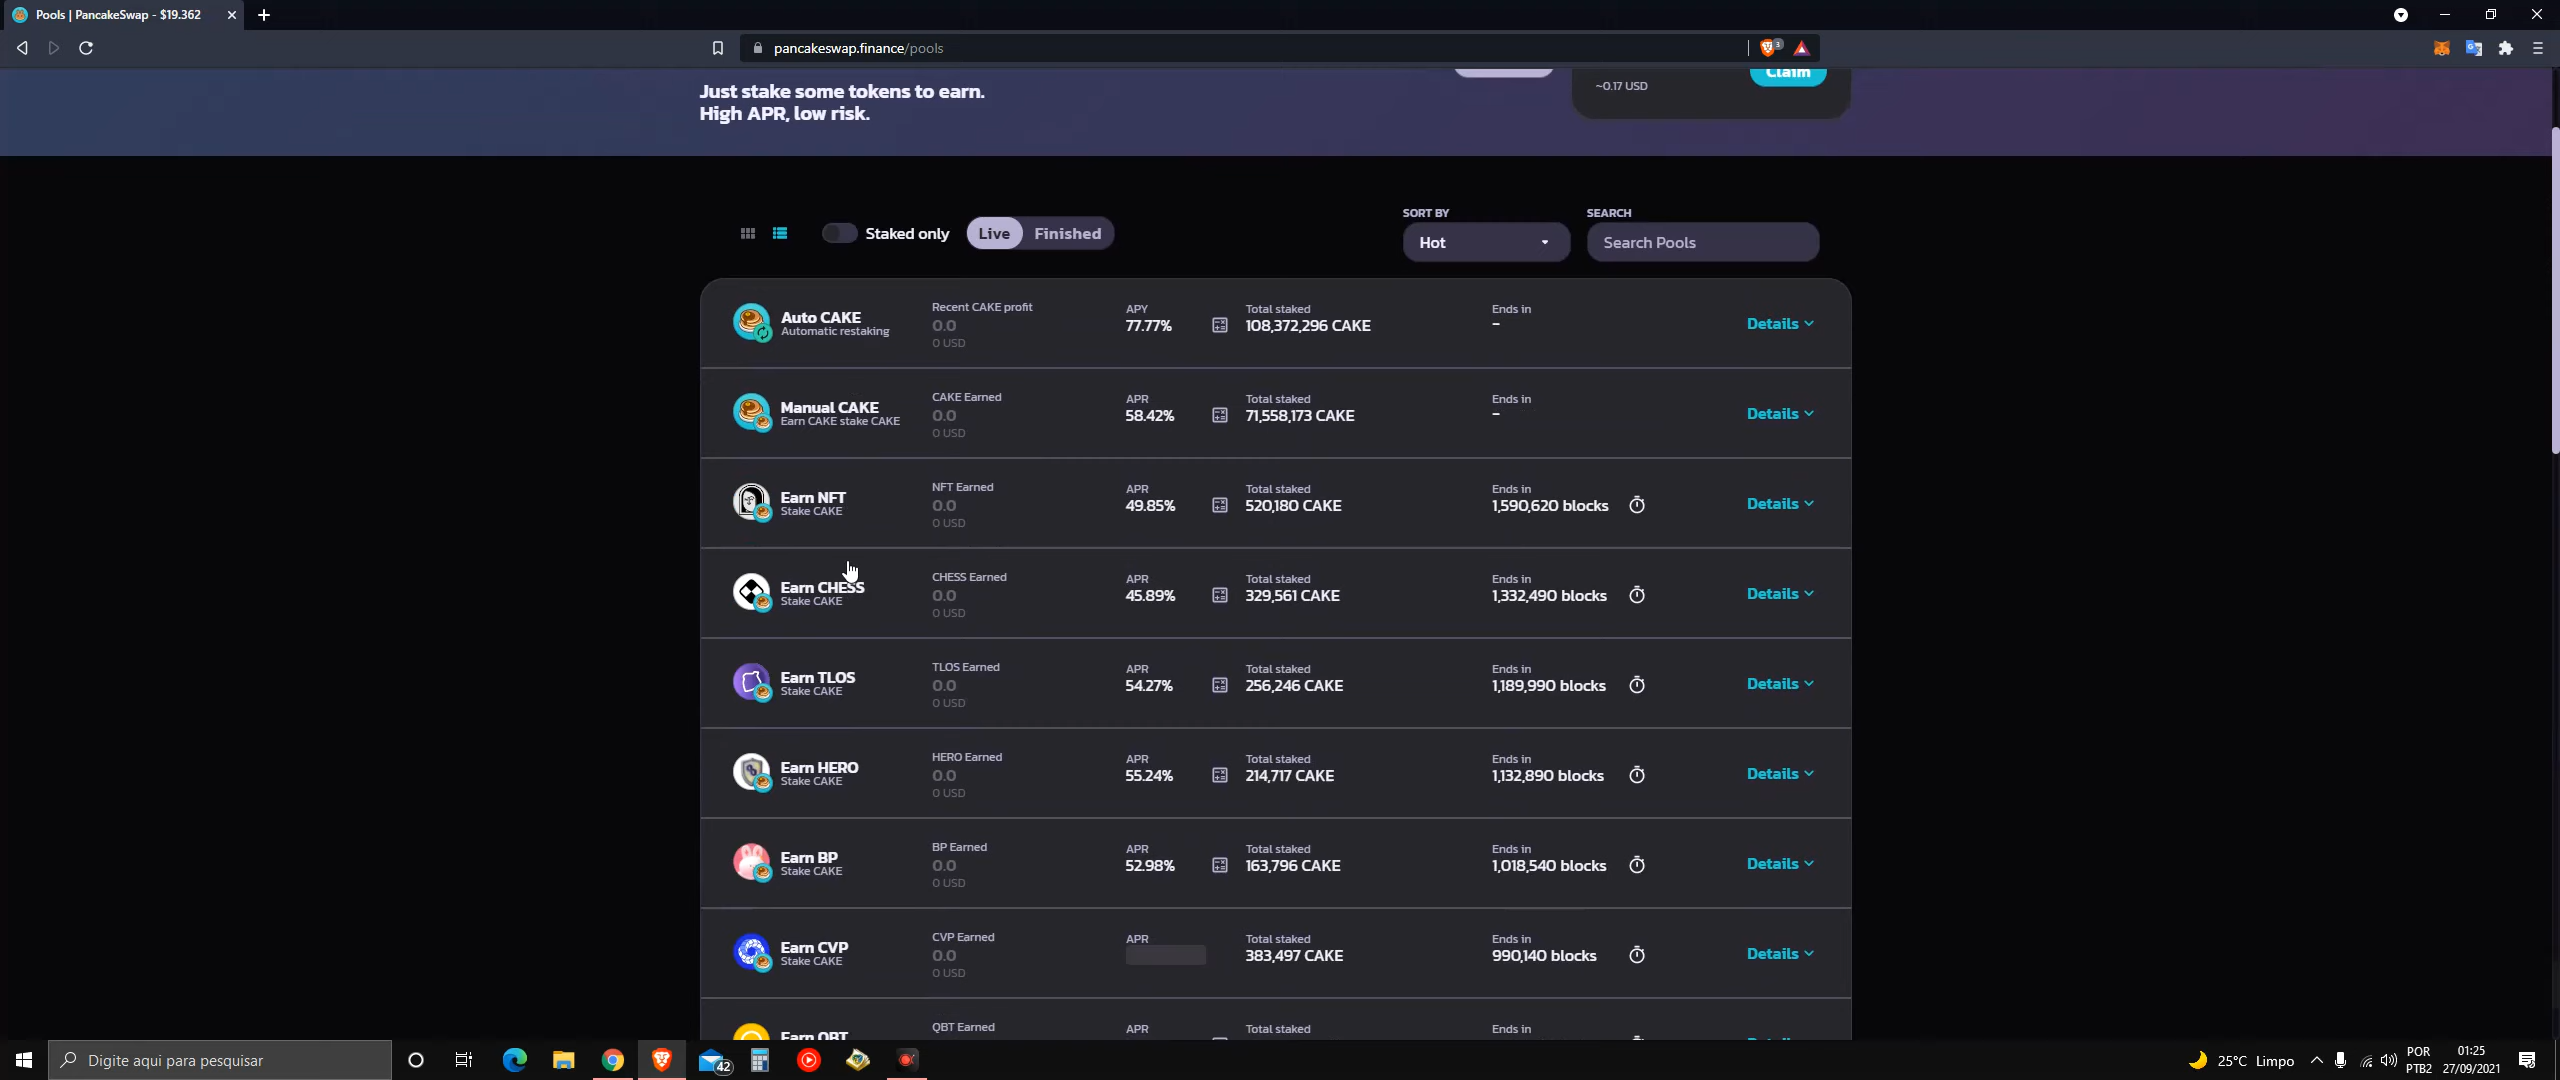 Pools | PancakeSwap - $19.362
pancakeswap.finance/pools
3
Just stake some tokens to earn.
High APR, low risk.
~0.17 USD
Claim
Staked only
Live
Finished
SORT BY
Hot
SEARCH
Search Pools
Auto CAKE
Automatic restaking
Recent CAKE profit
0.0
0 USD
APY
77.77%
Total staked
108,372,296 CAKE
Ends in
-
Details
Manual CAKE
Earn CAKE stake CAKE
CAKE Earned
0.0
0 USD
APR
58.42%
Total staked
71,558,173 CAKE
Ends in
-
Details
Earn NFT
Stake CAKE
NFT Earned
0.0
0 USD
APR
49.85%
Total staked
520,180 CAKE
Ends in
1,590,620 blocks
Details
Earn CHESS
Stake CAKE
CHESS Earned
0.0
0 USD
APR
45.89%
Total staked
329,561 CAKE
Ends in
1,332,490 blocks
Details
Earn TLOS
Stake CAKE
TLOS Earned
0.0
0 USD
APR
54.27%
Total staked
256,246 CAKE
Ends in
1,189,990 blocks
Details
Earn HERO
Stake CAKE
HERO Earned
0.0
0 USD
APR
55.24%
Total staked
214,717 CAKE
Ends in
1,132,890 blocks
Details
Earn BP
Stake CAKE
BP Earned
0.0
0 USD
APR
52.98%
Total staked
163,796 CAKE
Ends in
1,018,540 blocks
Details
Earn CVP
Stake CAKE
CVP Earned
0.0
0 USD
APR
Total staked
383,497 CAKE
Ends in
990,140 blocks
Details
Earn QBT
QBT Earned
APR
Total staked
Ends in
Digite aqui para pesquisar
42
25°C Limpo
POR
PTB2
01:25
27/09/2021